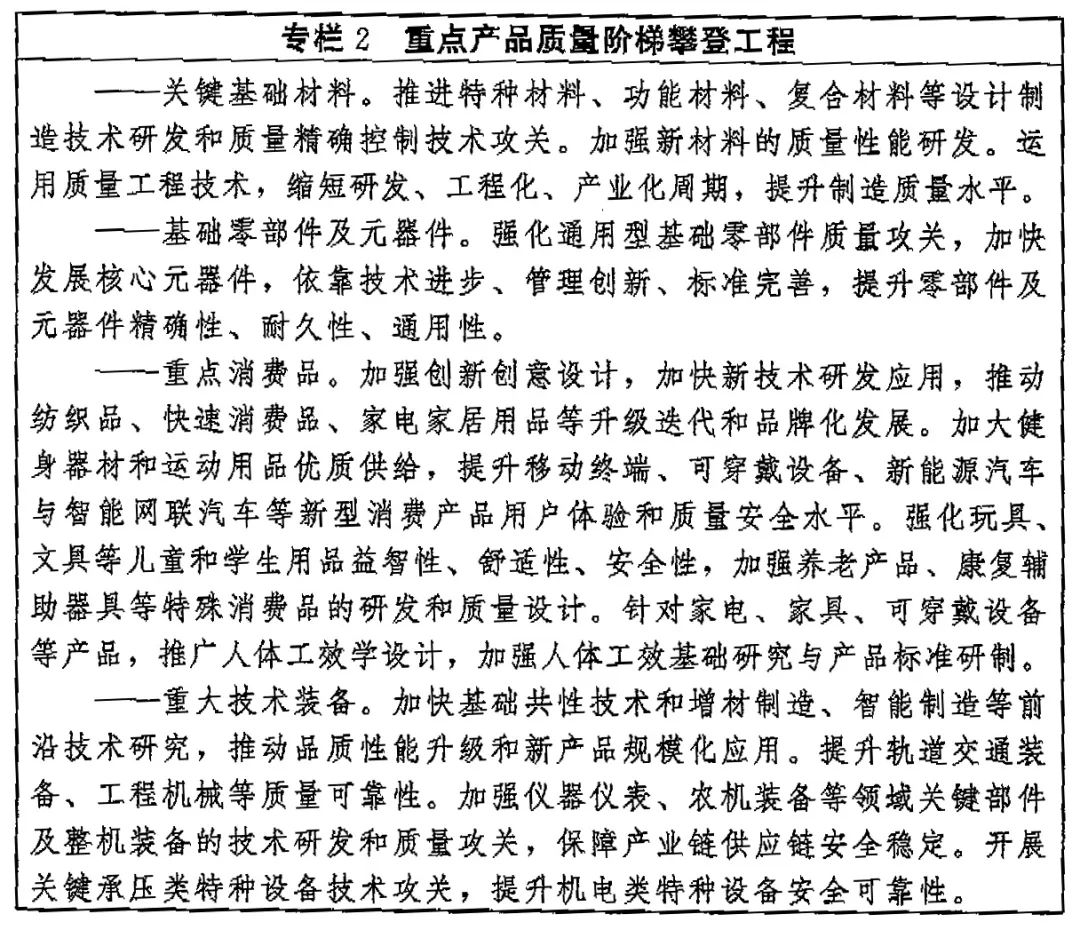 专栏 2 重点产品质量阶梯攀登工程
——关键基础材料。推进特种材料、功能材料、复合材料等设计制
造技术研发和质量精确控制技术攻关。加强新材料的质量性能研发。运
用质量工程技术，缩短研发、工程化、产业化周期，提升制造质量水平。
——基础零部件及元器件。强化通用型基础零部件质量攻关，加快
发展核心元器件，依靠技术进步、管理创新、标准完善，提升零部件及
元器件精确性、耐久性、通用性。
——重点消费品。加强创新创意设计，加快新技术研发应用，推动
纺织品、快速消费品、家电家居用品等升级迭代和品牌化发展。加大健
身器材和运动用品优质供给，提升移动终端、可穿戴设备、新能源汽车
与智能网联汽车等新型消费产品用户体验和质量安全水平。强化玩具、
文具等儿童和学生用品益智性、舒适性、安全性，加强养老产品、康复辅
助器具等特殊消费品的研发和质量设计。针对家电、家具、可穿戴设备
等产品，推广人体工效学设计，加强人体工效基础研究与产品标准研制。
——重大技术装备。加快基础共性技术和增材制造、智能制造等前
沿技术研究，推动品质性能升级和新产品规模化应用。提升轨道交通装
备、工程机械等质量可靠性。加强仪器仪表、农机装备等领域关键部件
及整机装备的技术研发和质量攻关，保障产业链供应链安全稳定。开展
关键承压类特种设备技术攻关，提升机电类特种设备安全可靠性。